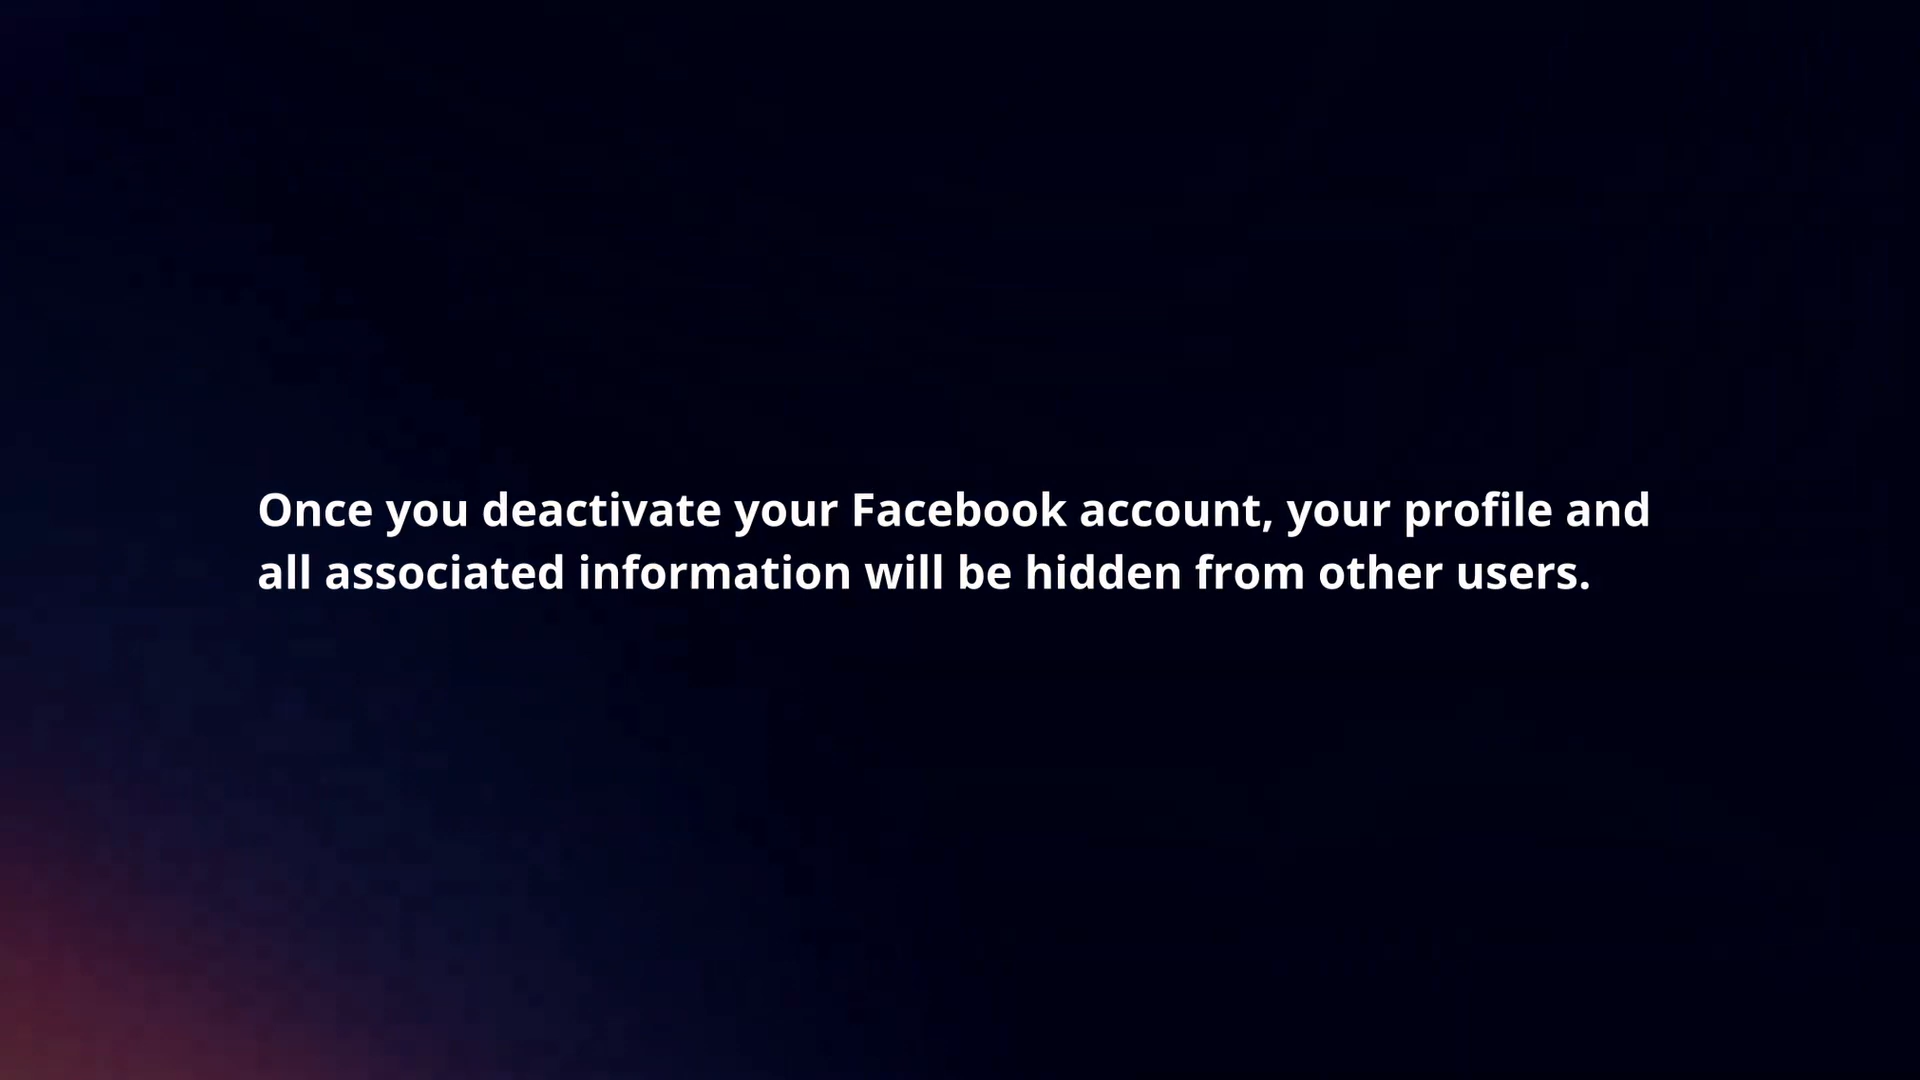 Once you deactivate your Facebook account, your profile and
all associated information will be hidden from other users.